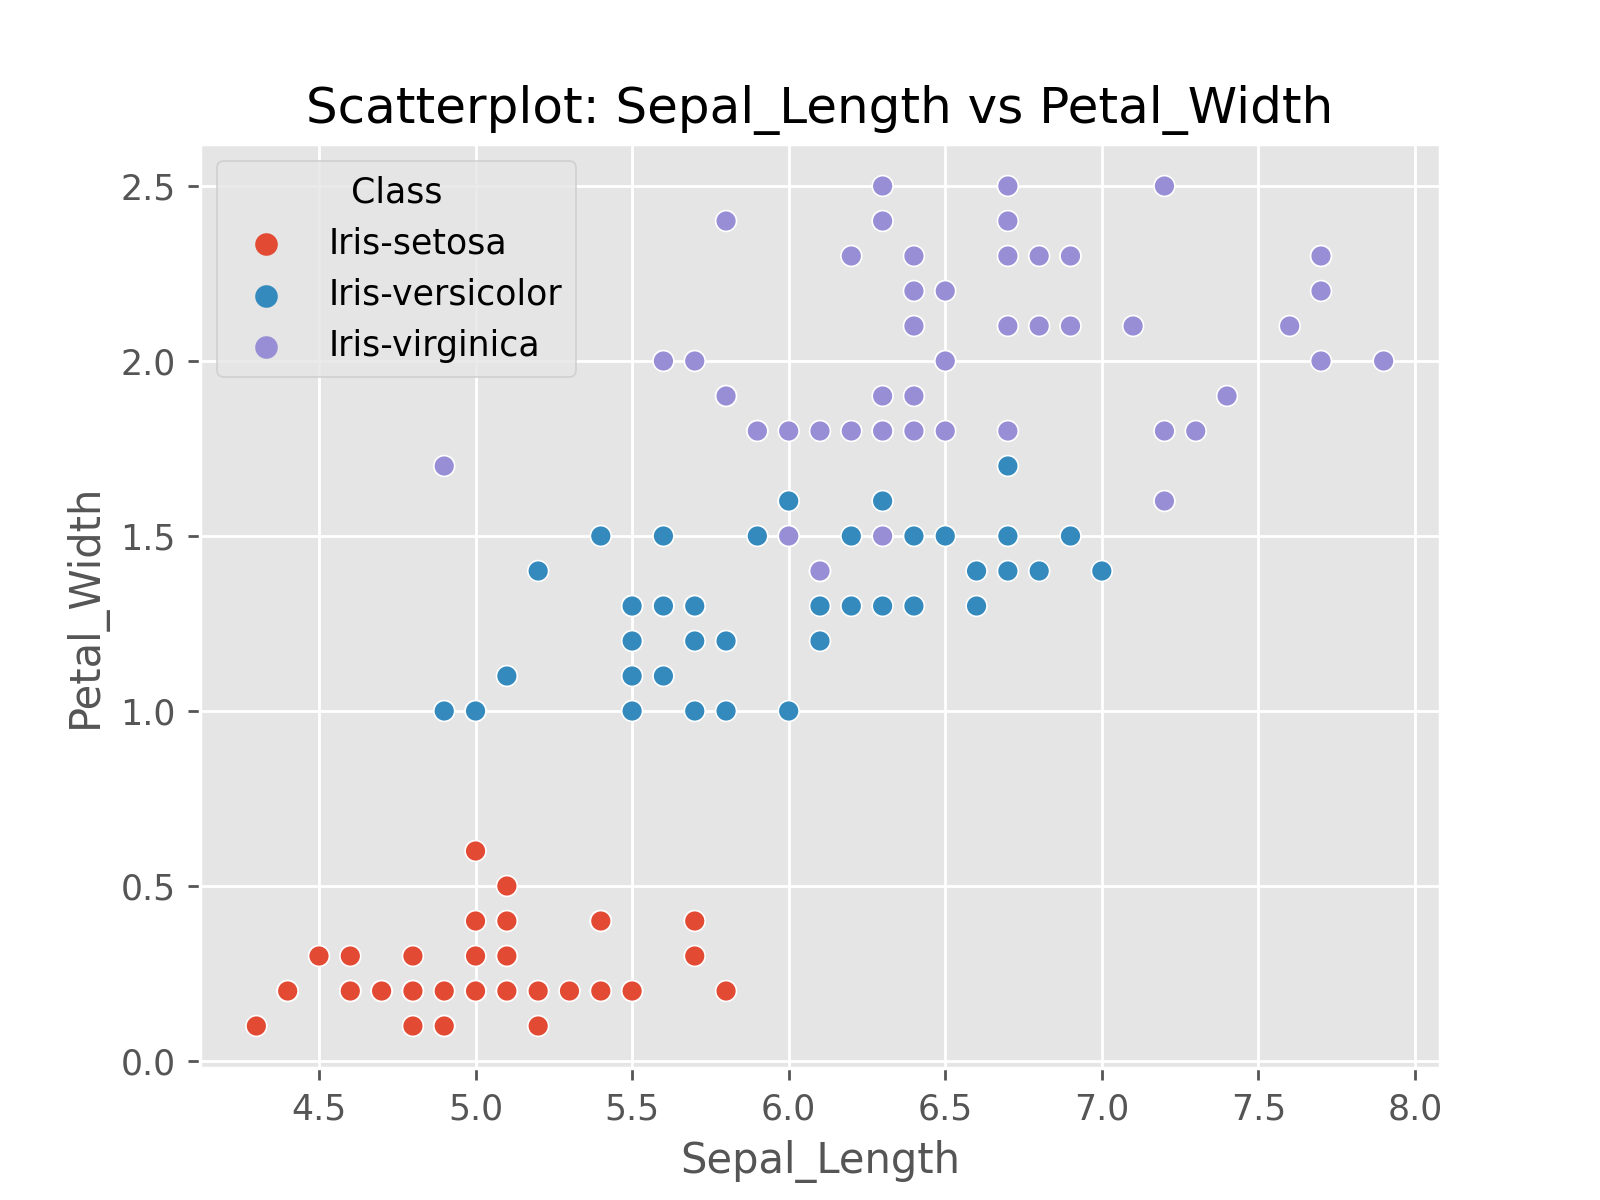 Scatterplot: Sepal_Length vs Petal_Width
Class
Iris-setosa
Iris-versicolor
Iris-virginica
Petal_Width
2.5
2.0
1.5
1.0
0.5
0.0
4.5 5.0 5.5 6.0 6.5 7.0 7.5 8.0
Sepal_Length